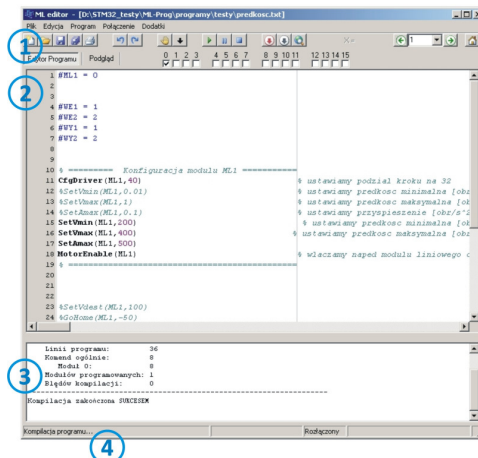 ML editor - [D:\STM32_testy\ML-Prog\programy\testy\predkosc.txt]
Plik Edycja Program Połączenie Dodatki
1
1
Edytor Programu Podgląd
0 1 2 3 4 5 6 7 8 9 10 11 12 13 14 15
2
1 #ML1 = 0
2
3
4 #WE1 = 1
5 #WE2 = 2
6 #WY1 = 1
7 #WY2 = 2
8
9
10 % ========= Konfiguracja modulu ML1 ===========
11 CfgDriver(ML1,40) % ustawiamy podzial kroku na 32
12 %SetVmin(ML1,0.01) % ustawiamy predkosc minimalna [obr
13 %SetVmax(ML1,1) % ustawiamy predkosc maksymalna [ob
14 %SetAmax(ML1,0.1) % ustawiamy przyspieszenie [obr/s^2
15 SetVmin(ML1,200) % ustawiamy predkosc minimalna [ob
16 SetVmax(ML1,400) % ustawiamy predkosc maksymalna [ob
17 SetAmax(ML1,500)
18 MotorEnable(ML1) % wlaczamy naped modulu liniowego
19 % =============================================
20
21
22
23 %SetVdest(ML1,100)
24 %GoHome(ML1,-50)
3
Linii programu: 36
Komend ogólnie: 8
Moduł 0: 8
Modułów programowanych: 1
Błędów kompilacji: 0
Kompilacja zakończona SUKCESEM
Kompilacja programu... Rozłączony
4